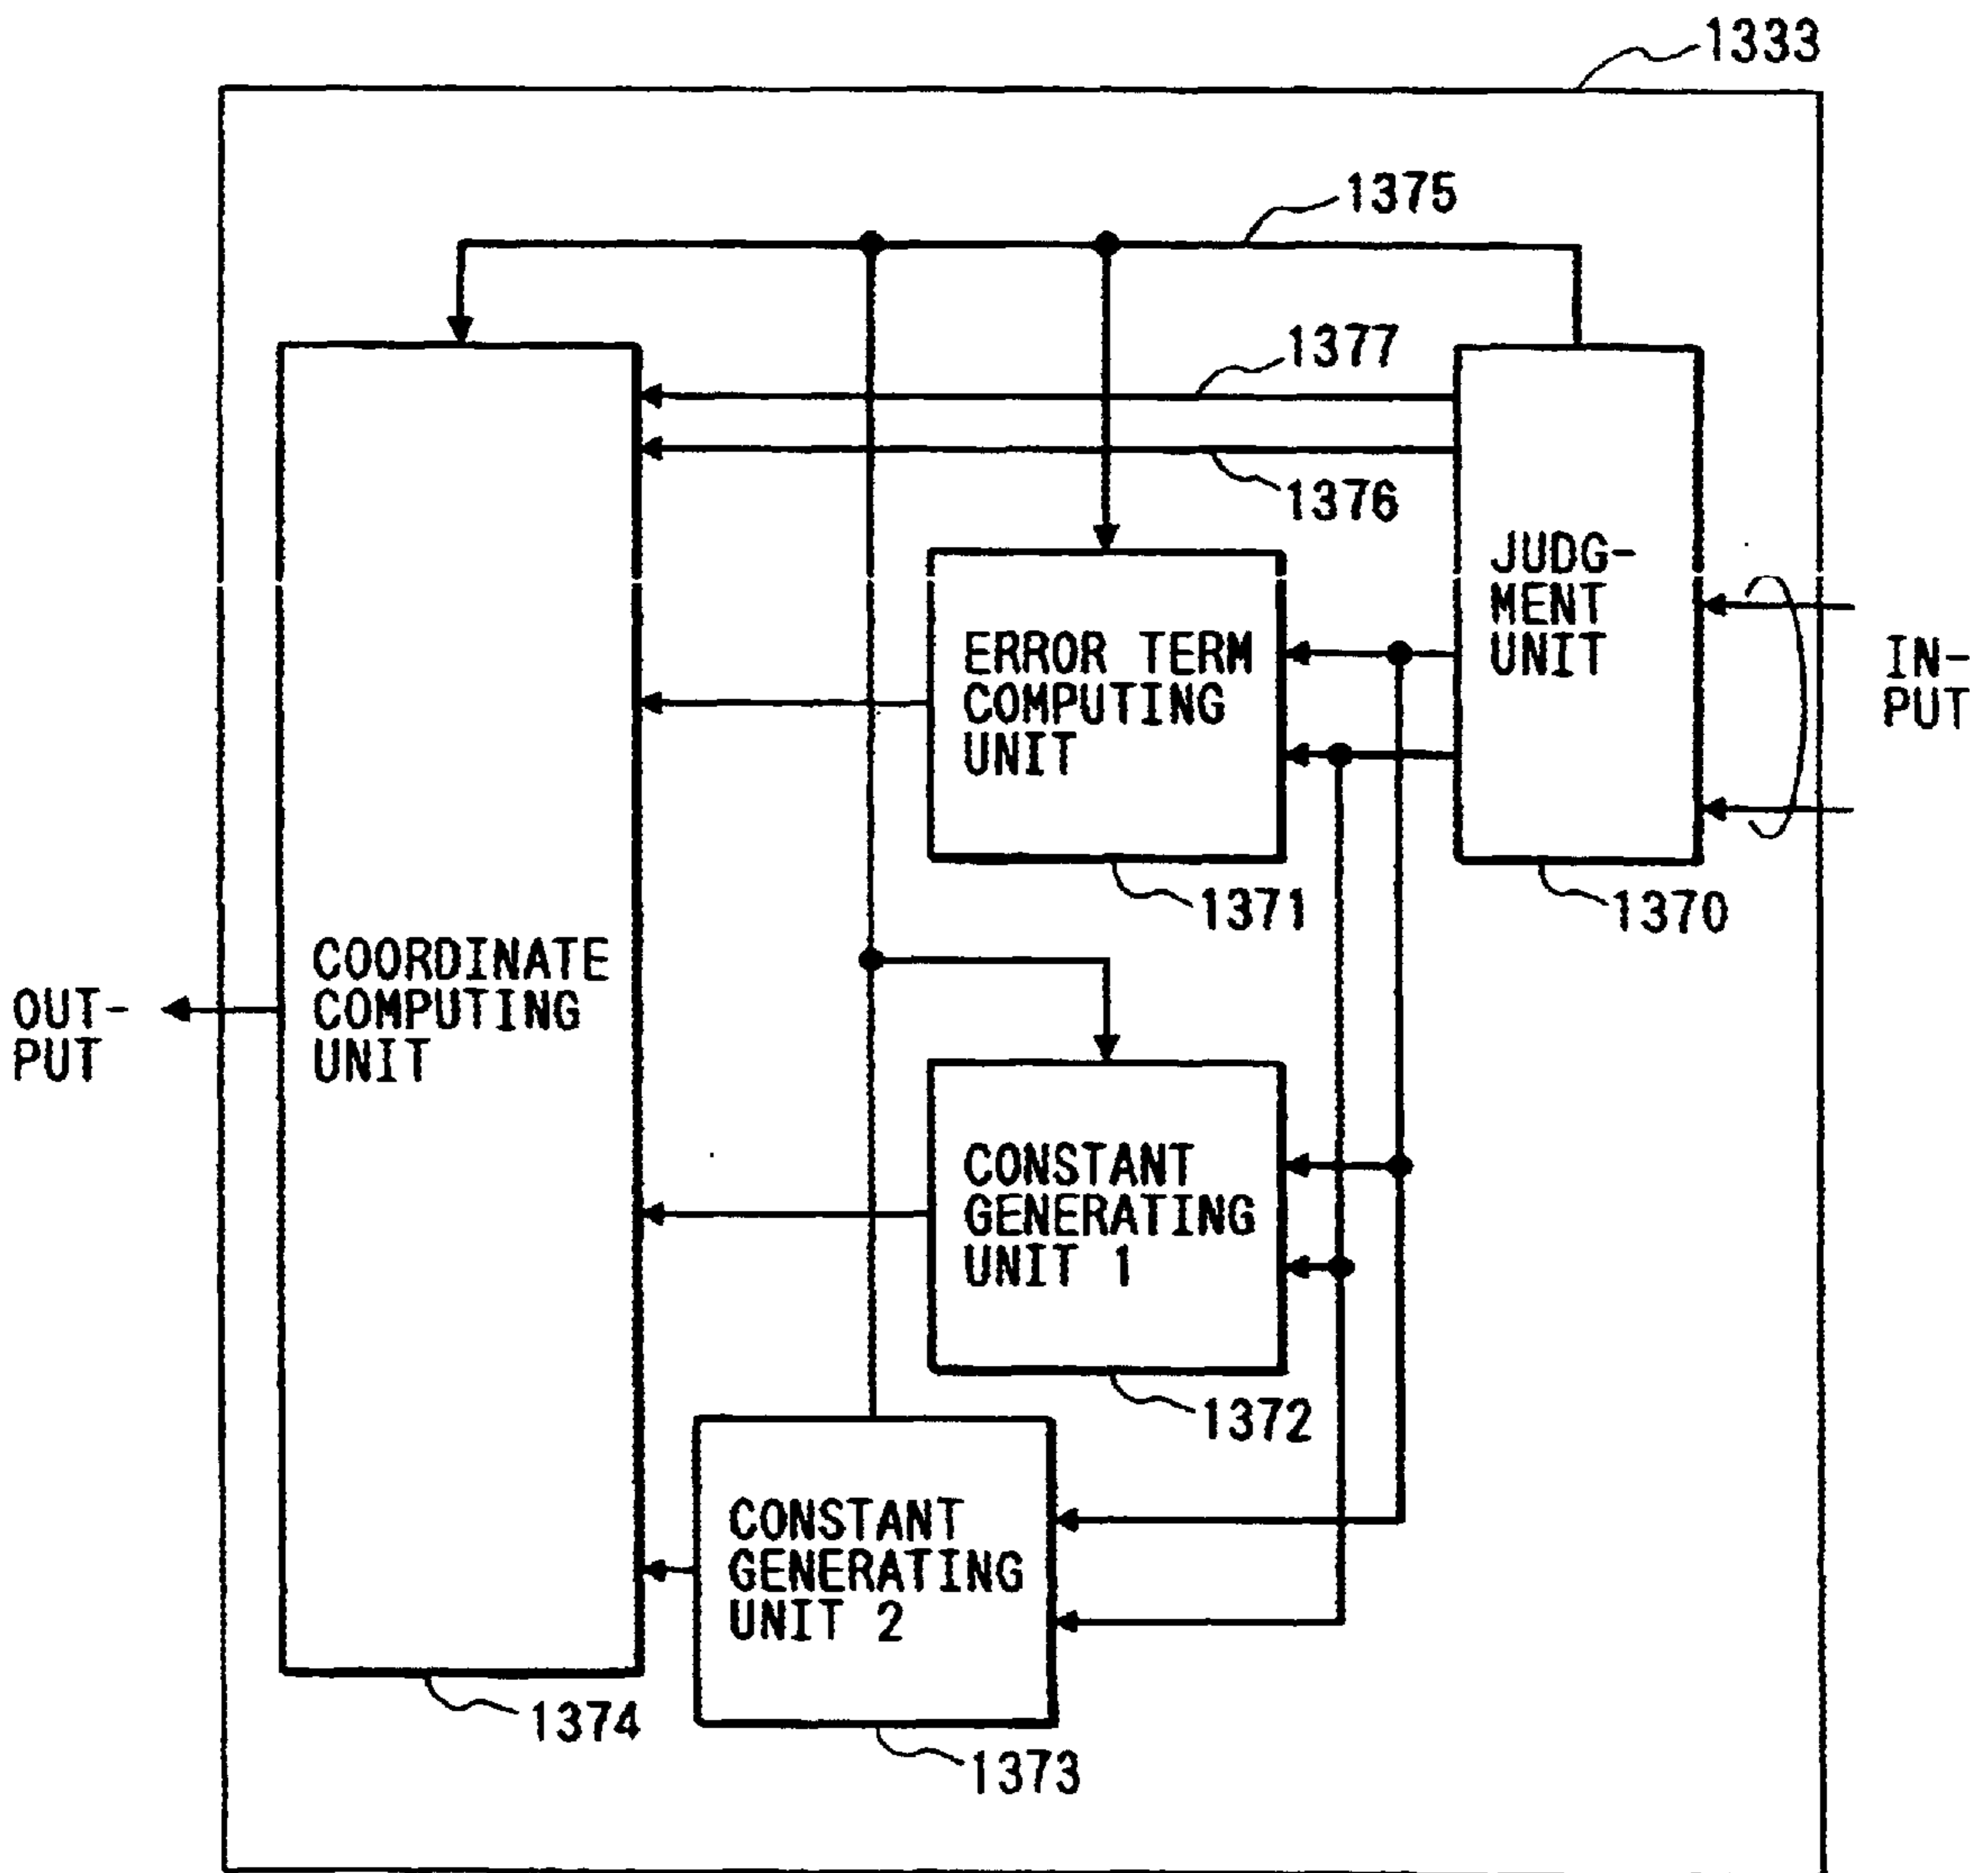 1333
1375
1377
1376
JUDG-
MENT
UNIT
ERROR TERM
COMPUTING
UNIT
IN-
PUT
1371
1370
COORDINATE
COMPUTING
UNIT
OUT-
PUT
CONSTANT
GENERATING
UNIT 1
1372
CONSTANT
GENERATING
UNIT 2
1374
1373